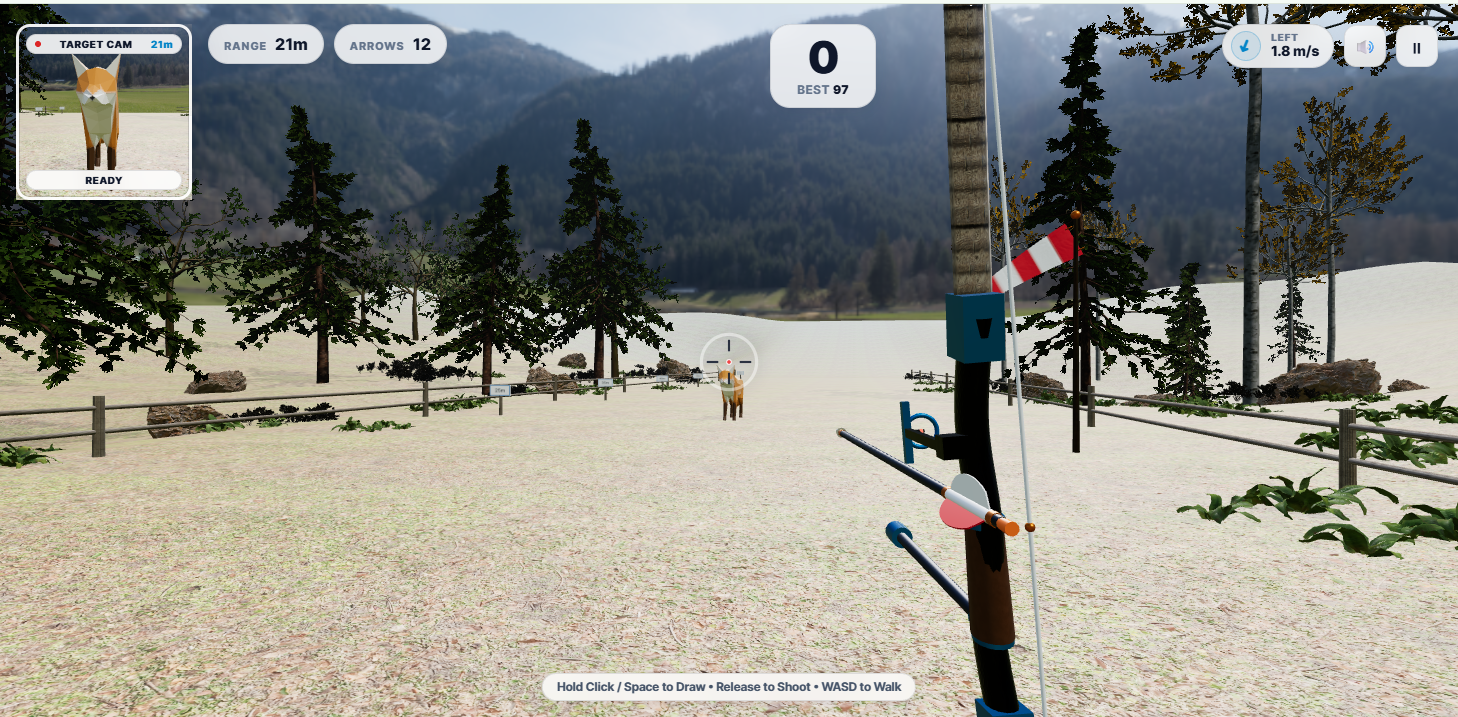 TARGET CAM 21m
READY
RANGE 21m
ARROWS 12
0
BEST 97
LEFT
1.8 m/s
Hold Click / Space to Draw • Release to Shoot • WASD to Walk